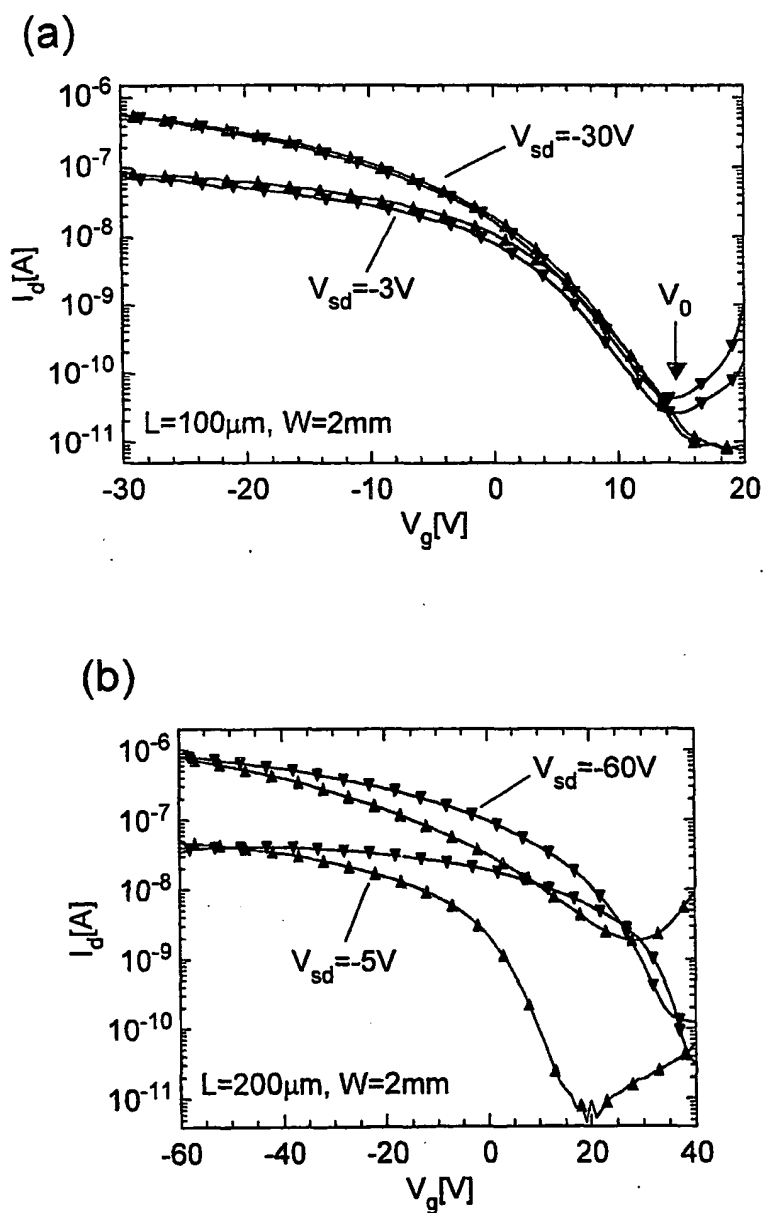 (a)
10⁻⁶
10⁻⁷
10⁻⁸
10⁻⁹
10⁻¹⁰
10⁻¹¹
I_d[A]
V_sd=-30V
V_sd=-3V
V₀
L=100μm, W=2mm
-30 -20 -10 0 10 20
V_g[V]
(b)
10⁻⁶
10⁻⁷
10⁻⁸
10⁻⁹
10⁻¹⁰
10⁻¹¹
I_d[A]
V_sd=-60V
V_sd=-5V
L=200μm, W=2mm
-60 -40 -20 0 20 40
V_g[V]